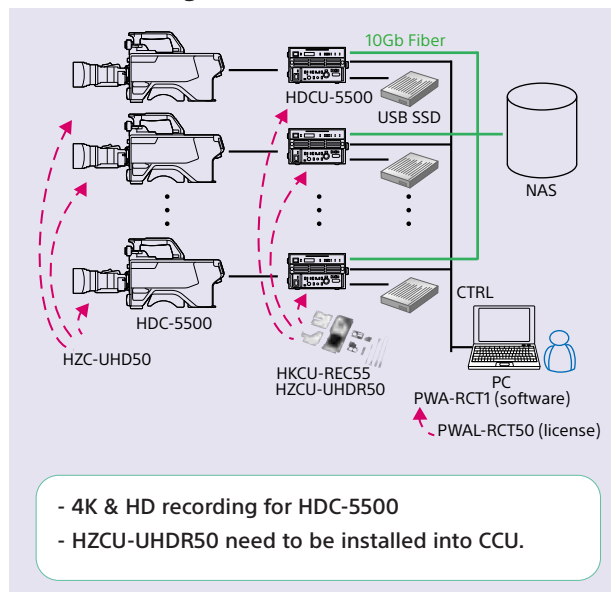 10Gb Fiber
HDCU-5500
USB SSD
NAS
HDC-5500
CTRL
HZC-UHD50
HKCU-REC55
HZCU-UHDR50
PC
PWA-RCT1 (software)
PWAL-RCT50 (license)
- 4K & HD recording for HDC-5500
- HZCU-UHDR50 need to be installed into CCU.